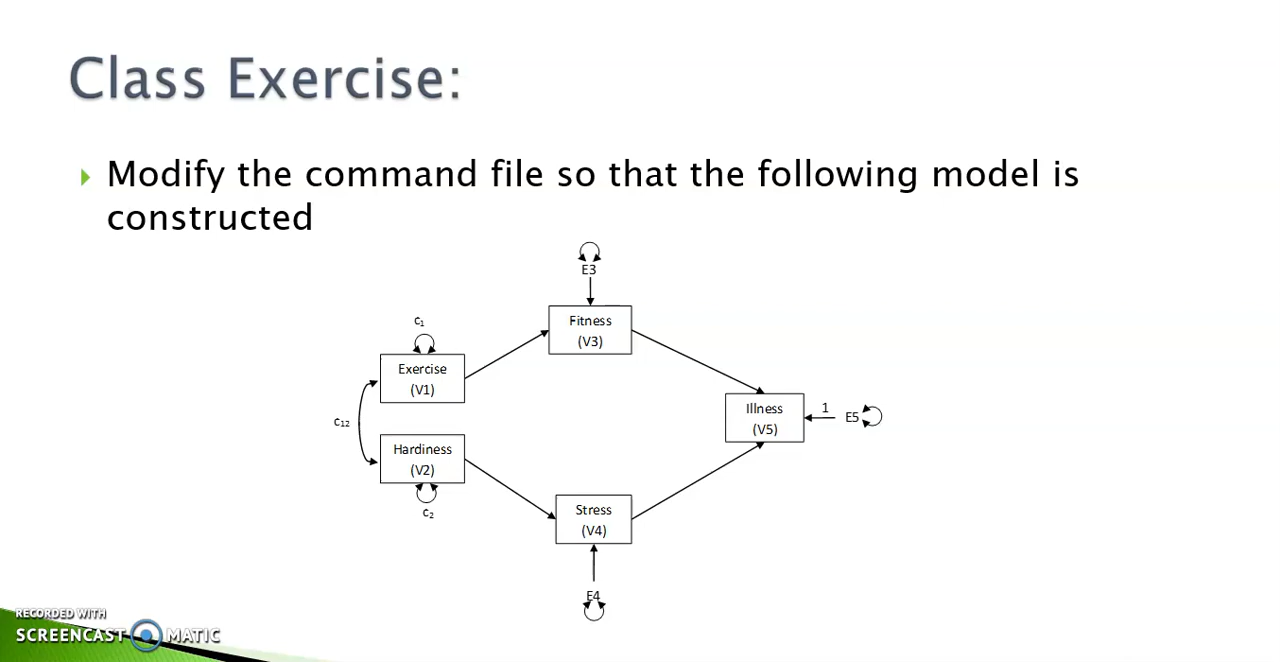 Class Exercise:
Modify the command file so that the following model is
constructed
E3
Fitness
(V3)
c₁
Exercise
(V1)
c₁₂
Hardiness
(V2)
c₂
Illness
(V5)
1
E5
Stress
(V4)
E4
RECORDED WITH
SCREENCAST MATIC